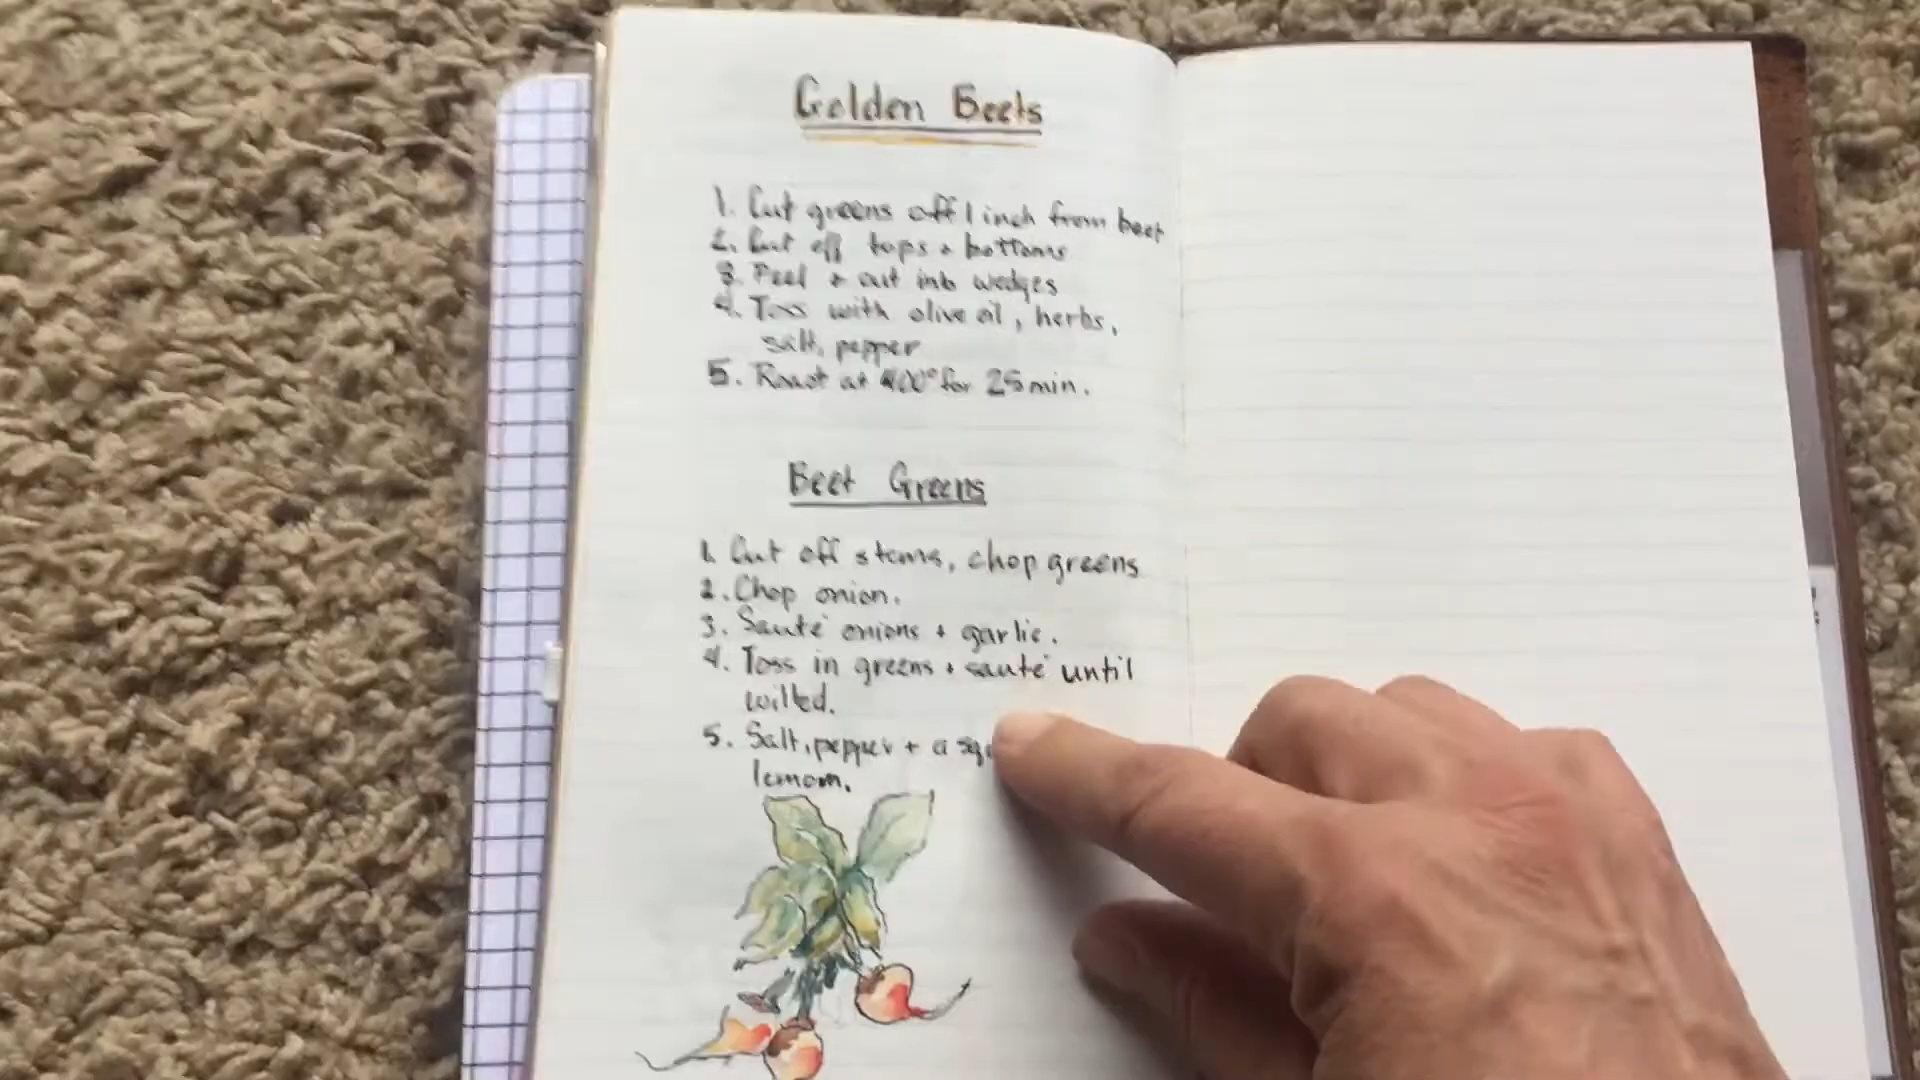 Golden Beets
1. Cut greens off 1 inch from beet
2. Cut off tops + bottoms
3. Peel + cut into wedges
4. Toss with olive oil, herbs,
salt, pepper
5. Roast at 400° for 25 min.
Beet Greens
1. Cut off stems, chop greens
2. Chop onion.
3. Sauté onions + garlic.
4. Toss in greens + sauté until
wilted.
5. Salt, pepper + a
lemom.